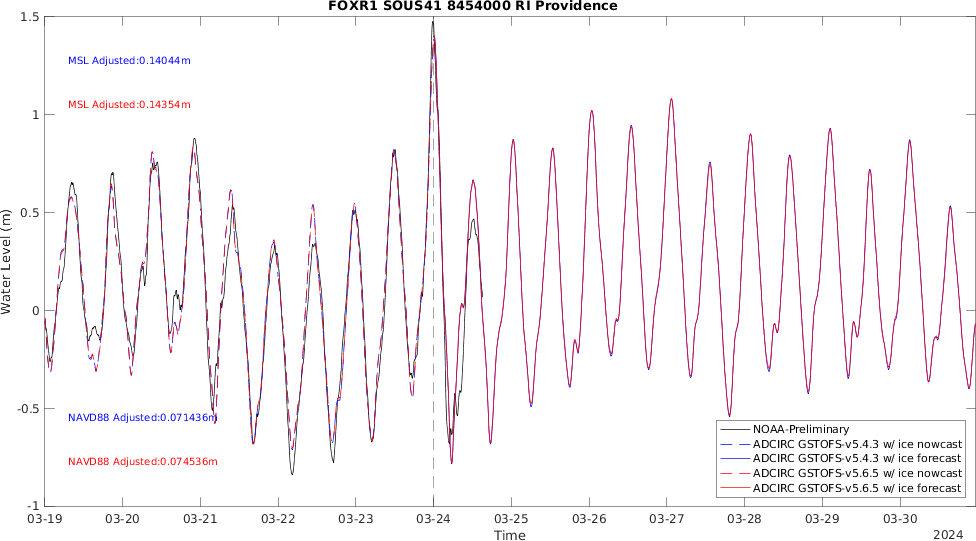 FOXR1 SOUS41 8454000 RI Providence
1.5
MSL Adjusted:0.14044m
MSL Adjusted:0.14354m
1
0.5
Water Level (m)
0
-0.5
NAVD88 Adjusted:0.071436m
NAVD88 Adjusted:0.074536m
-1
NOAA-Preliminary
ADCIRC GSTOFS-v5.4.3 w/ ice nowcast
ADCIRC GSTOFS-v5.4.3 w/ ice forecast
ADCIRC GSTOFS-v5.6.5 w/ ice nowcast
ADCIRC GSTOFS-v5.6.5 w/ ice forecast
03-19 03-20 03-21 03-22 03-23 03-24 03-25 03-26 03-27 03-28 03-29 03-30
Time
2024